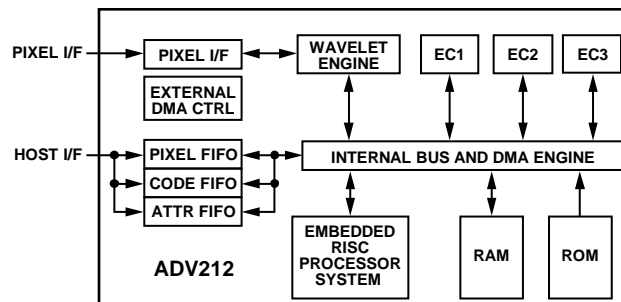 PIXEL I/F
PIXEL I/F
WAVELET
ENGINE
EC1
EC2
EC3
EXTERNAL
DMA CTRL
HOST I/F
PIXEL FIFO
INTERNAL BUS AND DMA ENGINE
CODE FIFO
ATTR FIFO
EMBEDDED
RISC
PROCESSOR
SYSTEM
RAM
ROM
ADV212